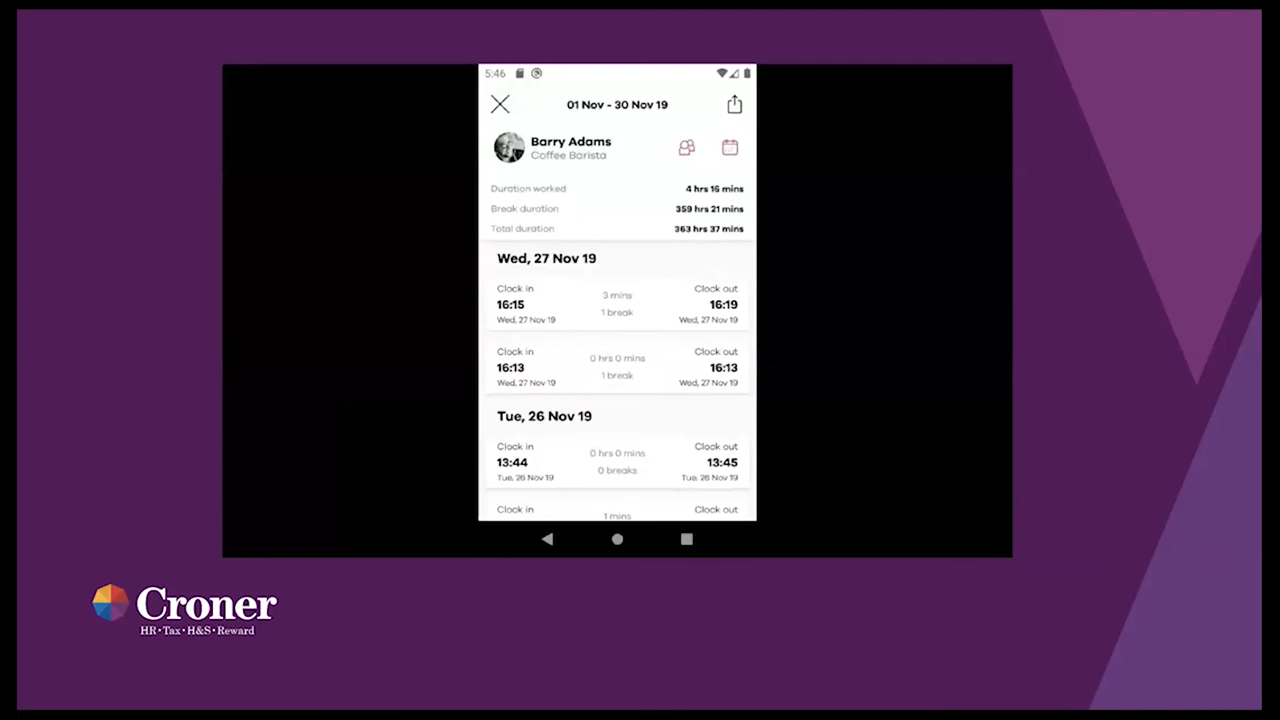 5:46
01 Nov - 30 Nov 19
Barry Adams
Coffee Barista
Duration worked 4 hrs 16 mins
Break duration 359 hrs 21 mins
Total duration 363 hrs 37 mins
Wed, 27 Nov 19
Clock in 3 mins Clock out
16:15 1 break 16:19
Wed, 27 Nov 19 Wed, 27 Nov 19
Clock in 0 hrs 0 mins Clock out
16:13 1 break 16:13
Wed, 27 Nov 19 Wed, 27 Nov 19
Tue, 26 Nov 19
Clock in 0 hrs 0 mins Clock out
13:44 0 breaks 13:45
Tue, 26 Nov 19 Tue, 26 Nov 19
Clock in 1 mins Clock out
Croner
HR • Tax • H&S • Reward